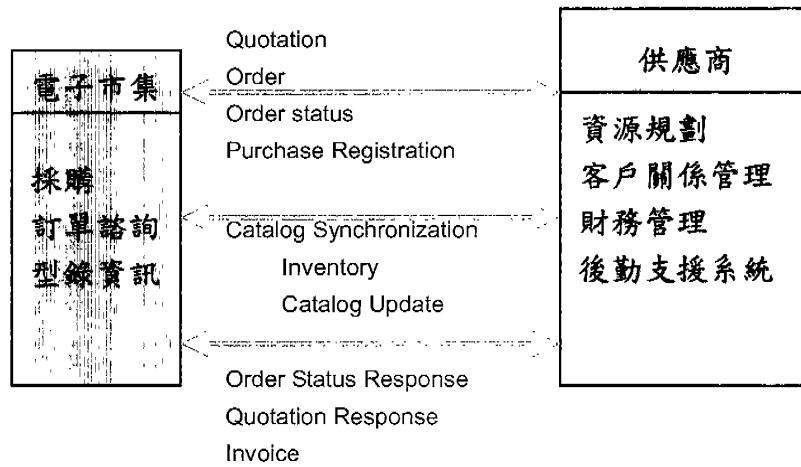 電子市集
採購
訂單諮詢
型錄資訊
Quotation
Order
Order status
Purchase Registration
Catalog Synchronization
Inventory
Catalog Update
Order Status Response
Quotation Response
Invoice
供應商
資源規劃
客戶關係管理
財務管理
後勤支援系統